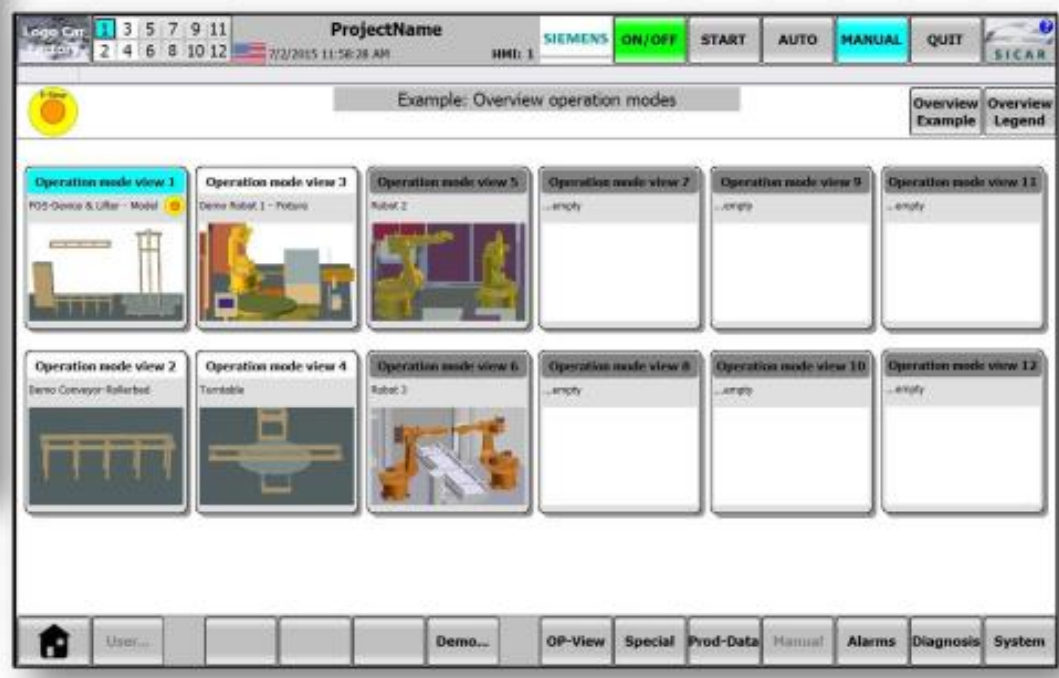 Logo Car Factory
1 3 5 7 9 11
2 4 6 8 10 12
ProjectName
7/2/2015 11:58:28 AM
HMI: 1
SIEMENS
ON/OFF
START
AUTO
MANUAL
QUIT
?
SICAR
Example: Overview operation modes
Overview Example
Overview Legend
Operation mode view 1
POS-Device & Lifter - Model
Operation mode view 3
Demo Robot 1 - Fixture
Operation mode view 5
Robot 2
Operation mode view 7
...empty
Operation mode view 9
...empty
Operation mode view 11
...empty
Operation mode view 2
Demo Conveyor-Rollerbed
Operation mode view 4
Turntable
Operation mode view 6
Robot 3
Operation mode view 8
...empty
Operation mode view 10
...empty
Operation mode view 12
...empty
User...
Demo...
OP-View
Special
Prod-Data
Manual
Alarms
Diagnosis
System